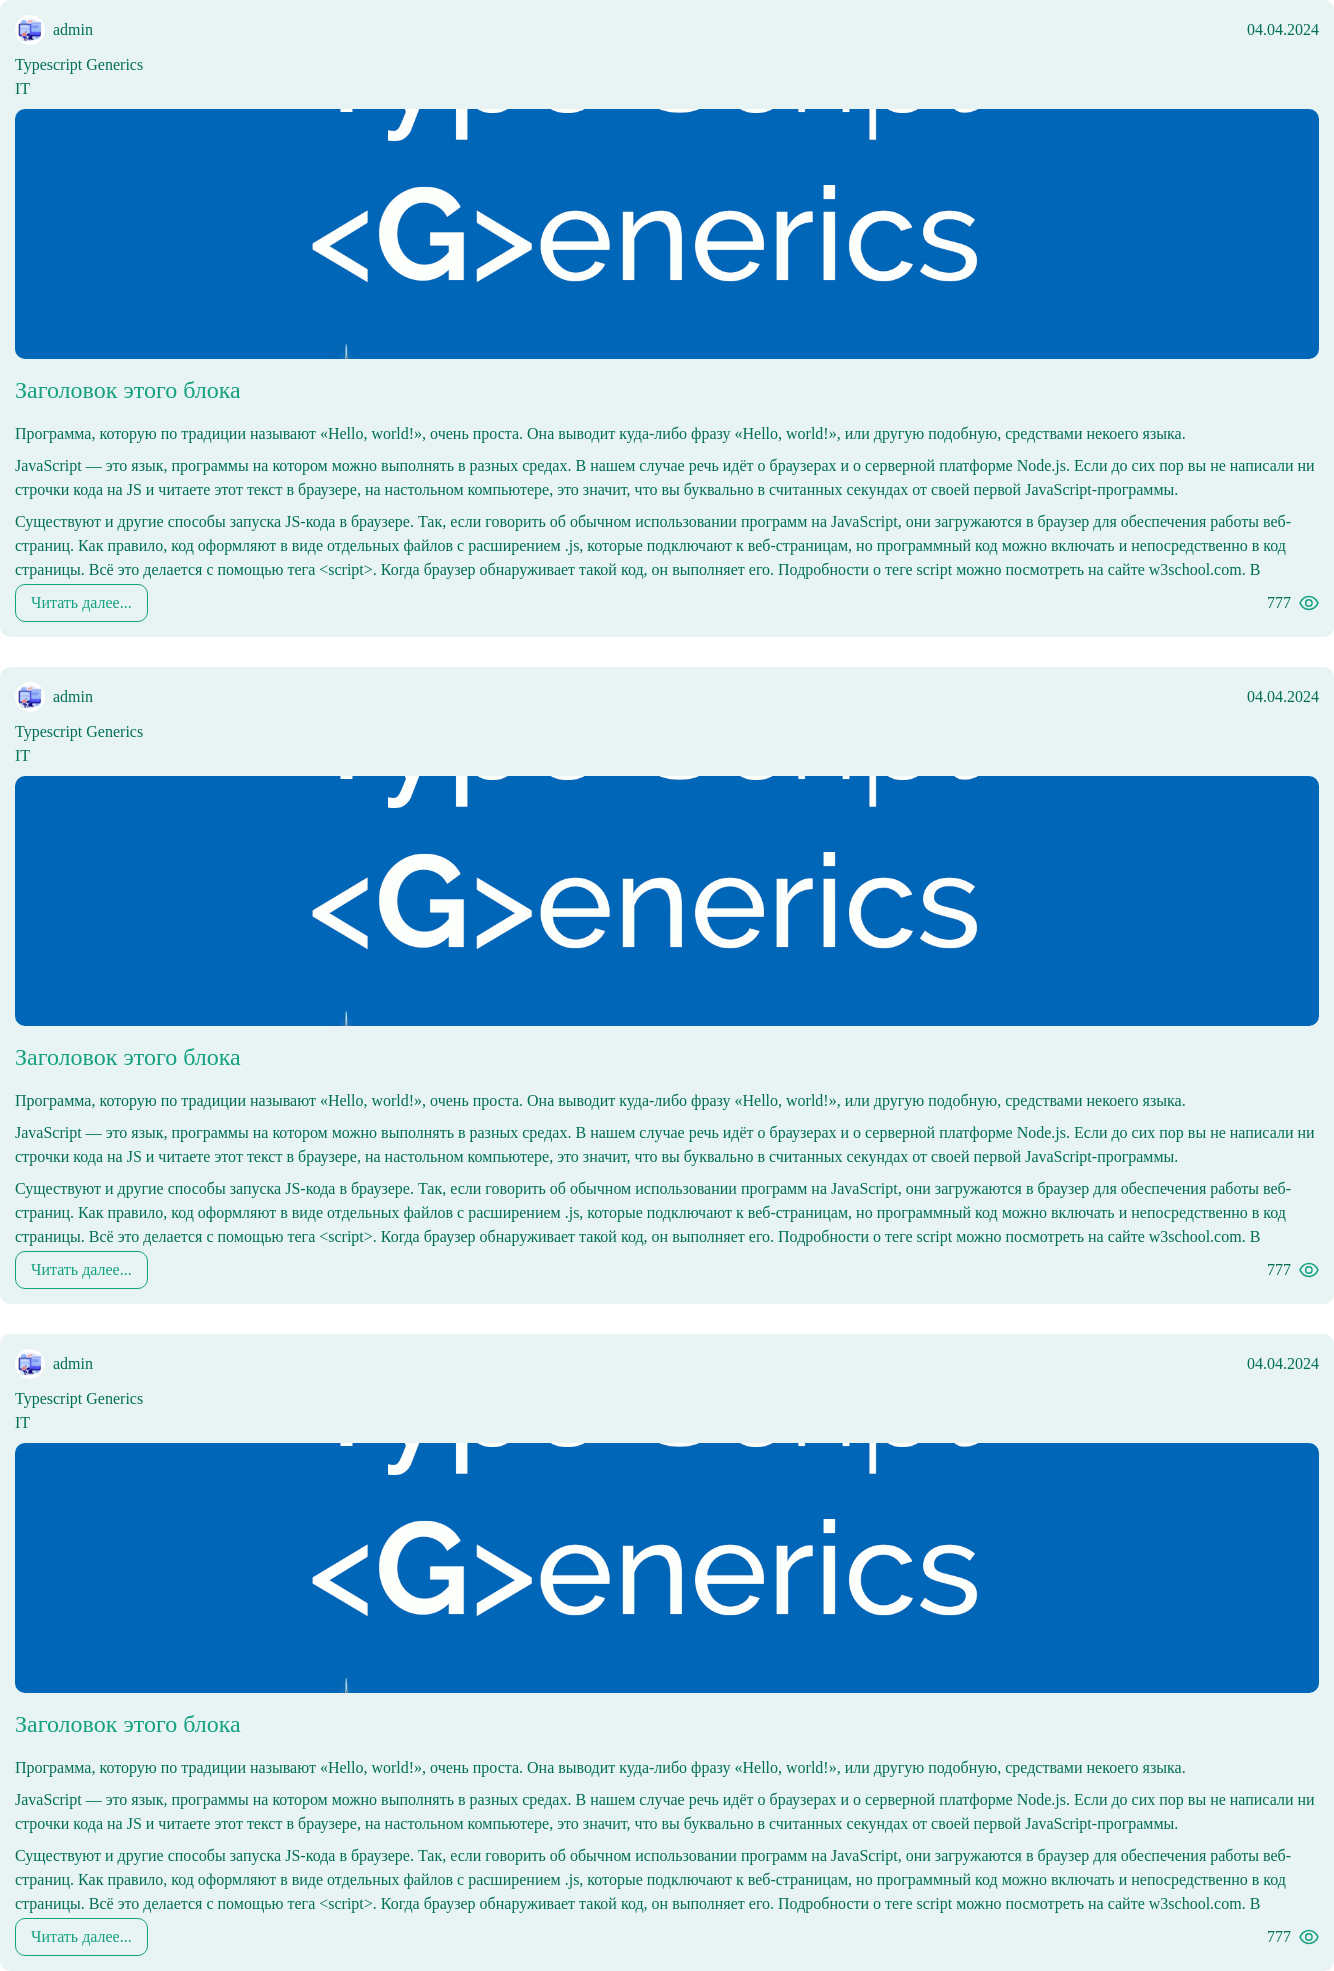 admin
04.04.2024
Typescript Generics
IT
Type Script
<G>enerics
Заголовок этого блока
Программа, которую по традиции называют «Hello, world!», очень проста. Она выводит куда-либо фразу «Hello, world!», или другую подобную, средствами некоего языка.
JavaScript — это язык, программы на котором можно выполнять в разных средах. В нашем случае речь идёт о браузерах и о серверной платформе Node.js. Если до сих пор вы не написали ни
строчки кода на JS и читаете этот текст в браузере, на настольном компьютере, это значит, что вы буквально в считанных секундах от своей первой JavaScript-программы.
Существуют и другие способы запуска JS-кода в браузере. Так, если говорить об обычном использовании программ на JavaScript, они загружаются в браузер для обеспечения работы веб-
страниц. Как правило, код оформляют в виде отдельных файлов с расширением .js, которые подключают к веб-страницам, но программный код можно включать и непосредственно в код
страницы. Всё это делается с помощью тега <script>. Когда браузер обнаруживает такой код, он выполняет его. Подробности о теге script можно посмотреть на сайте w3school.com. В
Читать далее...
777
admin
04.04.2024
Typescript Generics
IT
Type Script
<G>enerics
Заголовок этого блока
Программа, которую по традиции называют «Hello, world!», очень проста. Она выводит куда-либо фразу «Hello, world!», или другую подобную, средствами некоего языка.
JavaScript — это язык, программы на котором можно выполнять в разных средах. В нашем случае речь идёт о браузерах и о серверной платформе Node.js. Если до сих пор вы не написали ни
строчки кода на JS и читаете этот текст в браузере, на настольном компьютере, это значит, что вы буквально в считанных секундах от своей первой JavaScript-программы.
Существуют и другие способы запуска JS-кода в браузере. Так, если говорить об обычном использовании программ на JavaScript, они загружаются в браузер для обеспечения работы веб-
страниц. Как правило, код оформляют в виде отдельных файлов с расширением .js, которые подключают к веб-страницам, но программный код можно включать и непосредственно в код
страницы. Всё это делается с помощью тега <script>. Когда браузер обнаруживает такой код, он выполняет его. Подробности о теге script можно посмотреть на сайте w3school.com. В
Читать далее...
777
admin
04.04.2024
Typescript Generics
IT
Type Script
<G>enerics
Заголовок этого блока
Программа, которую по традиции называют «Hello, world!», очень проста. Она выводит куда-либо фразу «Hello, world!», или другую подобную, средствами некоего языка.
JavaScript — это язык, программы на котором можно выполнять в разных средах. В нашем случае речь идёт о браузерах и о серверной платформе Node.js. Если до сих пор вы не написали ни
строчки кода на JS и читаете этот текст в браузере, на настольном компьютере, это значит, что вы буквально в считанных секундах от своей первой JavaScript-программы.
Существуют и другие способы запуска JS-кода в браузере. Так, если говорить об обычном использовании программ на JavaScript, они загружаются в браузер для обеспечения работы веб-
страниц. Как правило, код оформляют в виде отдельных файлов с расширением .js, которые подключают к веб-страницам, но программный код можно включать и непосредственно в код
страницы. Всё это делается с помощью тега <script>. Когда браузер обнаруживает такой код, он выполняет его. Подробности о теге script можно посмотреть на сайте w3school.com. В
Читать далее...
777